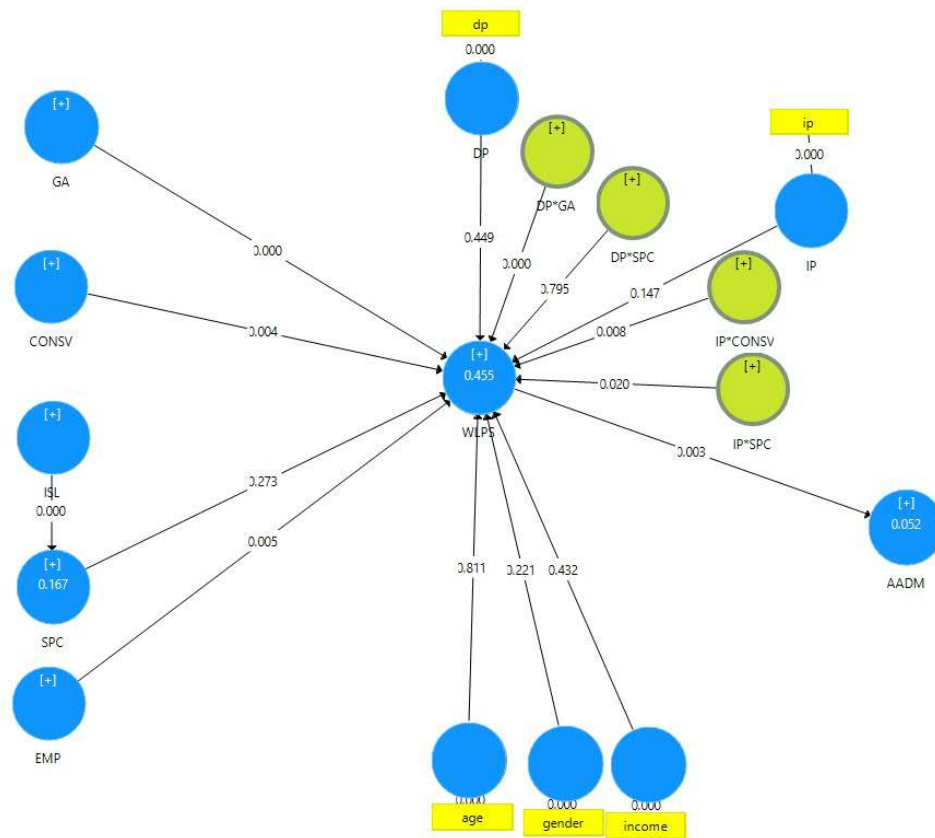 dp
0.000
[+]
GA
DP
[+]
DP*GA
[+]
DP*SPC
ip
0.000
IP
[+]
CONSV
0.000
0.449
0.000
0.795
0.147
[+]
IP*CONSV
0.004
0.008
[+]
0.455
WLPS
0.020
[+]
IP*SPC
[+]
ISL
0.000
0.273
0.003
[+]
0.052
AADM
[+]
0.167
SPC
0.005
0.811
0.221
0.432
[+]
EMP
0.000
age
0.000
gender
0.000
income